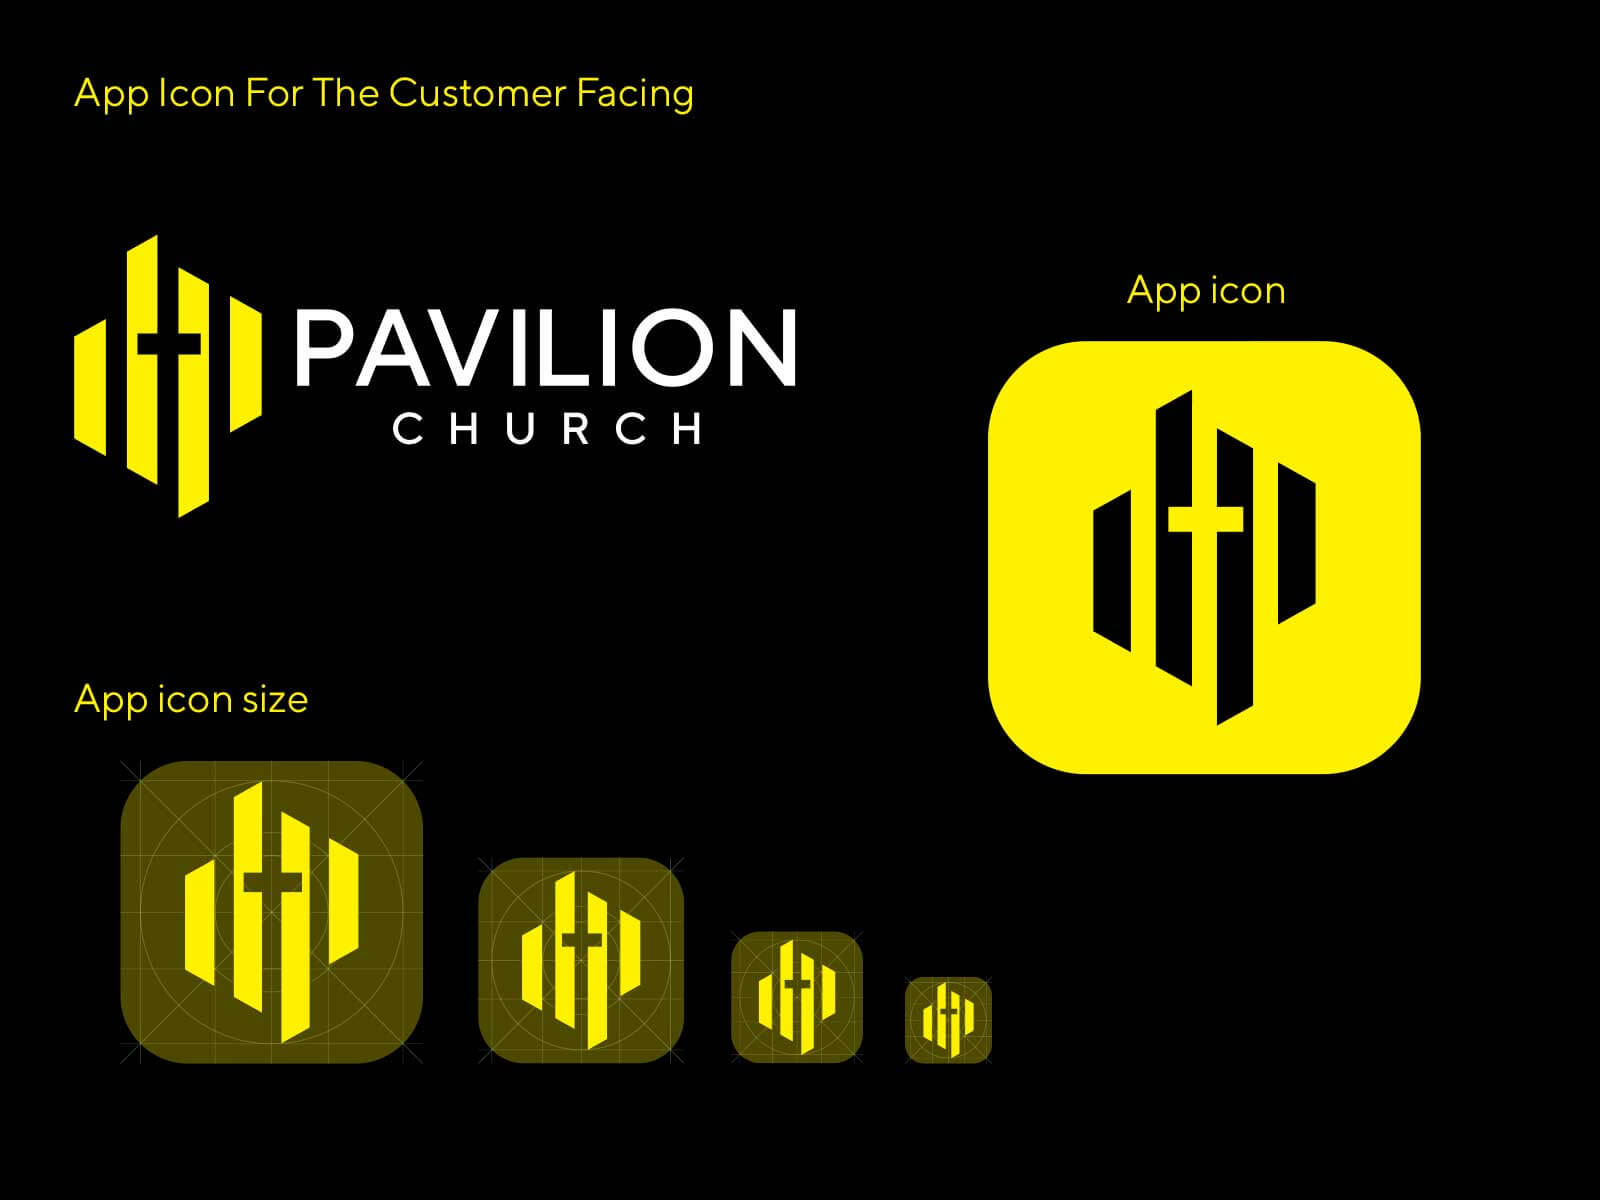 App Icon For The Customer Facing
PAVILION
CHURCH
App icon
App icon size